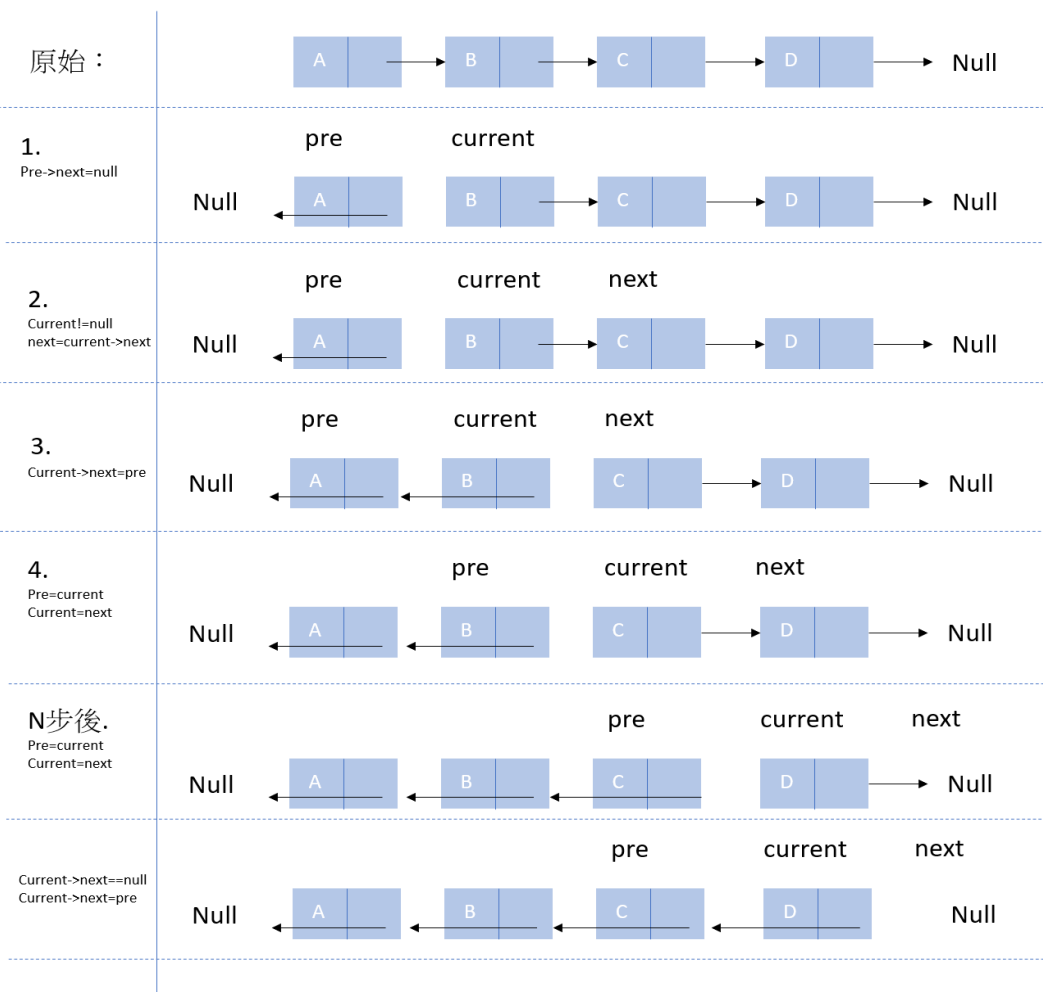 原始：
A B C D Null
pre current
1.
Pre->next=null
Null A B C D Null
pre current next
2.
Current!=null
next=current->next
Null A B C D Null
pre current next
3.
Current->next=pre
Null A B C D Null
pre current next
4.
Pre=current
Current=next
Null A B C D Null
pre current next
N步後.
Pre=current
Current=next
Null A B C D Null
pre current next
Current->next==null
Current->next=pre
Null A B C D Null